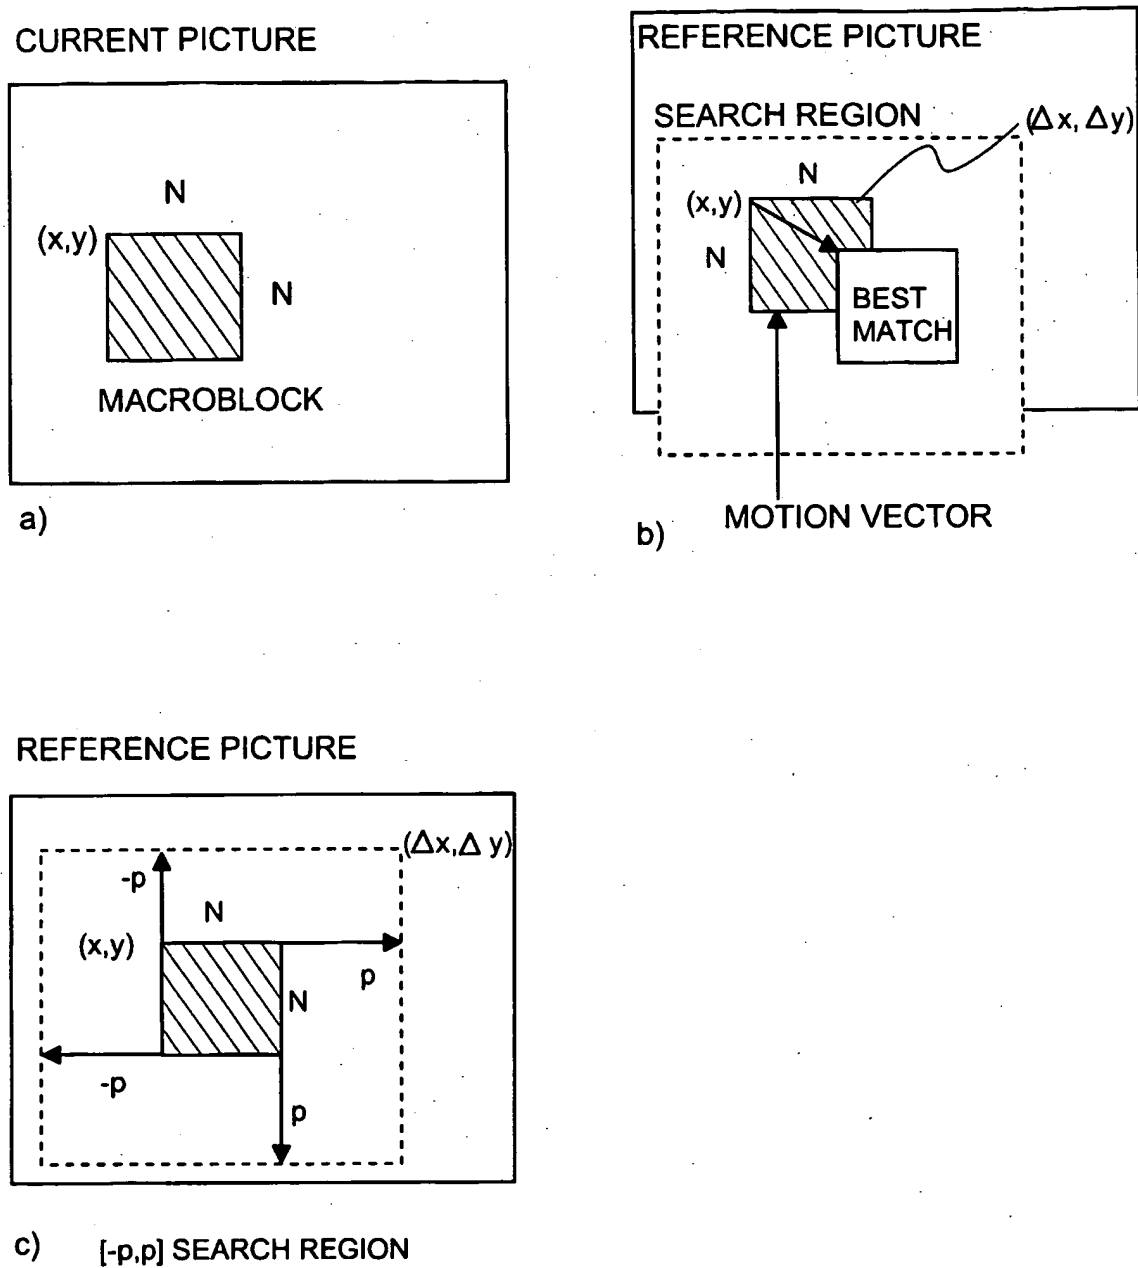 CURRENT PICTURE
N
(x,y)
N
MACROBLOCK
a)
REFERENCE PICTURE
SEARCH REGION
(Δx, Δy)
N
(x,y)
N
BEST
MATCH
MOTION VECTOR
b)
REFERENCE PICTURE
(Δx,Δ y)
-p
N
(x,y)
p
N
-p
p
c) [-p,p] SEARCH REGION